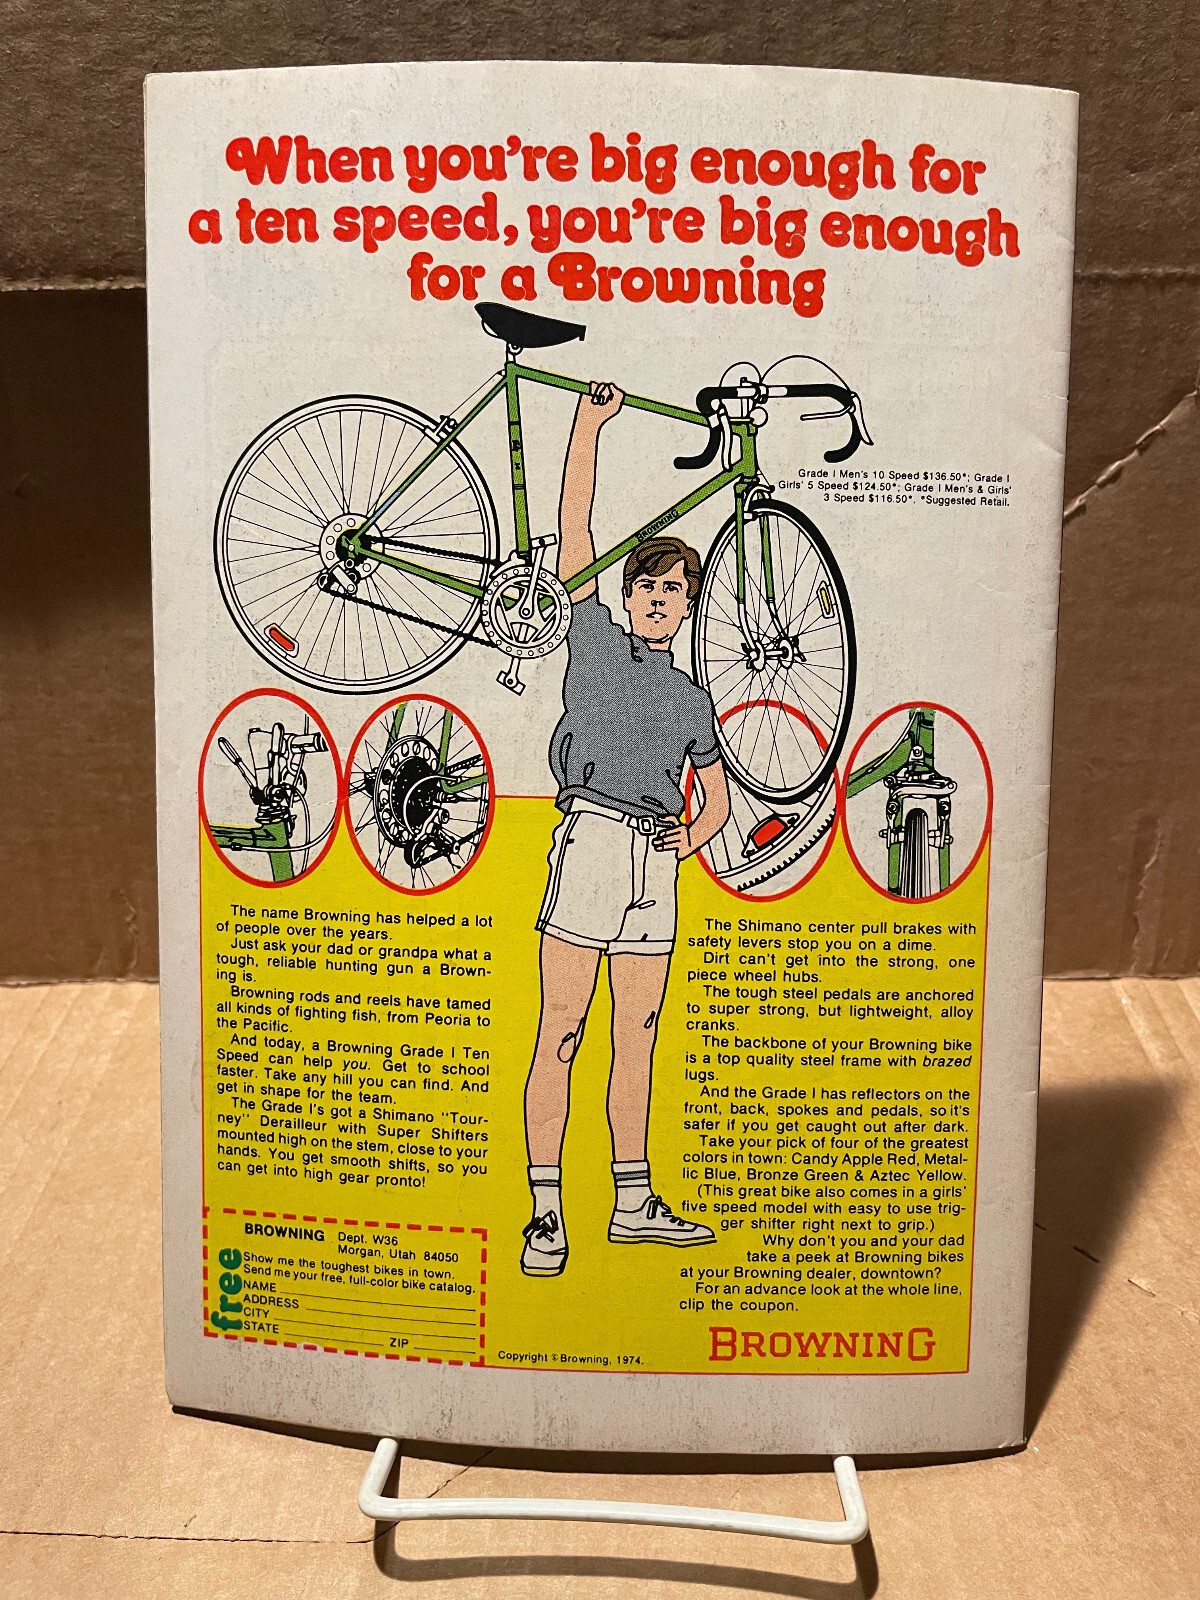 When you're big enough for
a ten speed, you're big enough
for a Browning
BROWNING
Grade I Men's 10 Speed $136.50*; Grade I
Girls' 5 Speed $124.50*; Grade I Men's & Girls'
3 Speed $116.50*. *Suggested Retail.
The name Browning has helped a lot
of people over the years.
Just ask your dad or grandpa what a
tough, reliable hunting gun a Brown-
ing is.
Browning rods and reels have tamed
all kinds of fighting fish, from Peoria to
the Pacific.
And today, a Browning Grade I Ten
Speed can help you. Get to school
faster. Take any hill you can find. And
get in shape for the team.
The Grade I's got a Shimano "Tour-
ney" Derailleur with Super Shifters
mounted high on the stem, close to your
hands. You get smooth shifts, so you
can get into high gear pronto!
The Shimano center pull brakes with
safety levers stop you on a dime.
Dirt can't get into the strong, one
piece wheel hubs.
The tough steel pedals are anchored
to super strong, but lightweight, alloy
cranks.
The backbone of your Browning bike
is a top quality steel frame with brazed
lugs.
And the Grade I has reflectors on the
front, back, spokes and pedals, so it's
safer if you get caught out after dark.
Take your pick of four of the greatest
colors in town: Candy Apple Red, Metal-
lic Blue, Bronze Green & Aztec Yellow.
(This great bike also comes in a girls'
five speed model with easy to use trig-
ger shifter right next to grip.)
Why don't you and your dad
take a peek at Browning bikes
at your Browning dealer, downtown?
For an advance look at the whole line,
clip the coupon.
BROWNING Dept. W36
Morgan, Utah 84050
free
Show me the toughest bikes in town.
Send me your free, full-color bike catalog.
NAME
ADDRESS
CITY
STATE ZIP
Copyright © Browning, 1974.
BROWNING